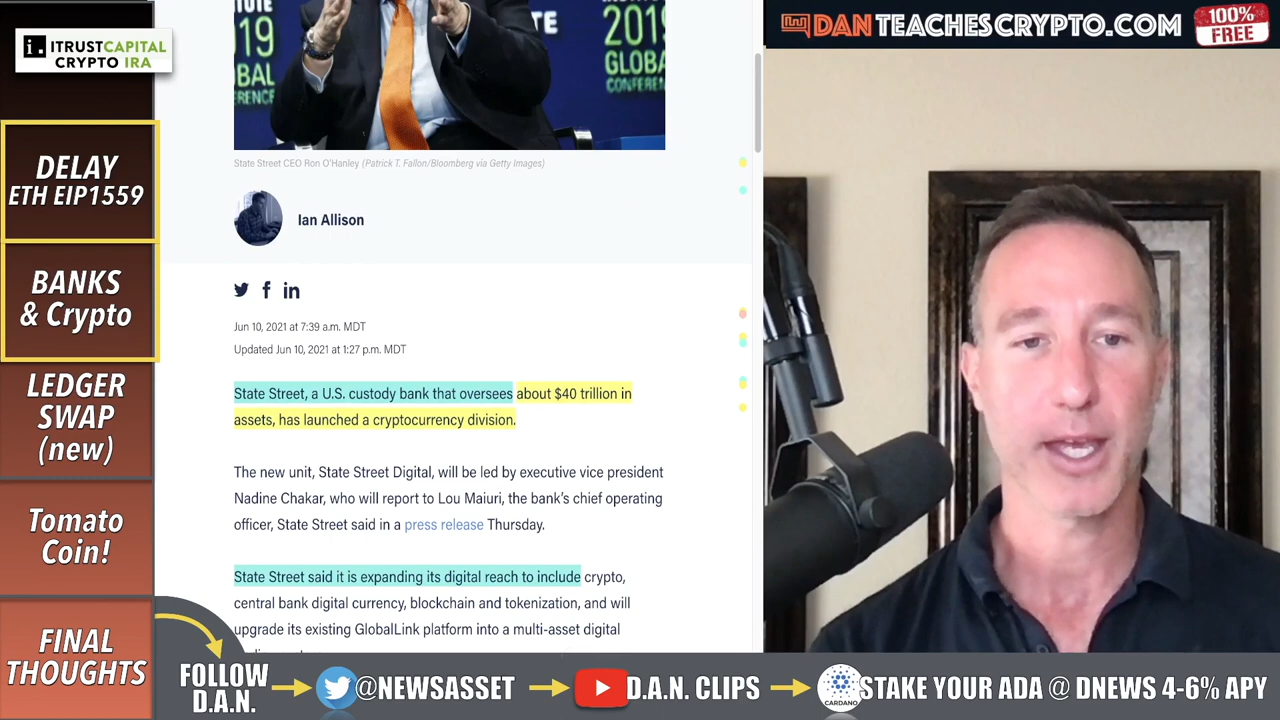 ITRUSTCAPITAL
CRYPTO IRA
DELAY
ETH EIP1559
BANKS
& Crypto
LEDGER
SWAP
(new)
Tomato
Coin!
FINAL
THOUGHTS
19
GLOBAL
CONFERENCE
2019
GLOBAL
CONFERENCE
State Street CEO Ron O'Hanley (Patrick T. Fallon/Bloomberg via Getty Images)
Ian Allison
Jun 10, 2021 at 7:39 a.m. MDT
Updated Jun 10, 2021 at 1:27 p.m. MDT
State Street, a U.S. custody bank that oversees about $40 trillion in
assets, has launched a cryptocurrency division.
The new unit, State Street Digital, will be led by executive vice president
Nadine Chakar, who will report to Lou Maiuri, the bank's chief operating
officer, State Street said in a press release Thursday.
State Street said it is expanding its digital reach to include crypto,
central bank digital currency, blockchain and tokenization, and will
upgrade its existing GlobalLink platform into a multi-asset digital
DANTEACHESCRYPTO.COM
100%
FREE
FOLLOW
D.A.N.
@NEWSASSET
D.A.N. CLIPS
CARDANO
STAKE YOUR ADA @ DNEWS 4-6% APY